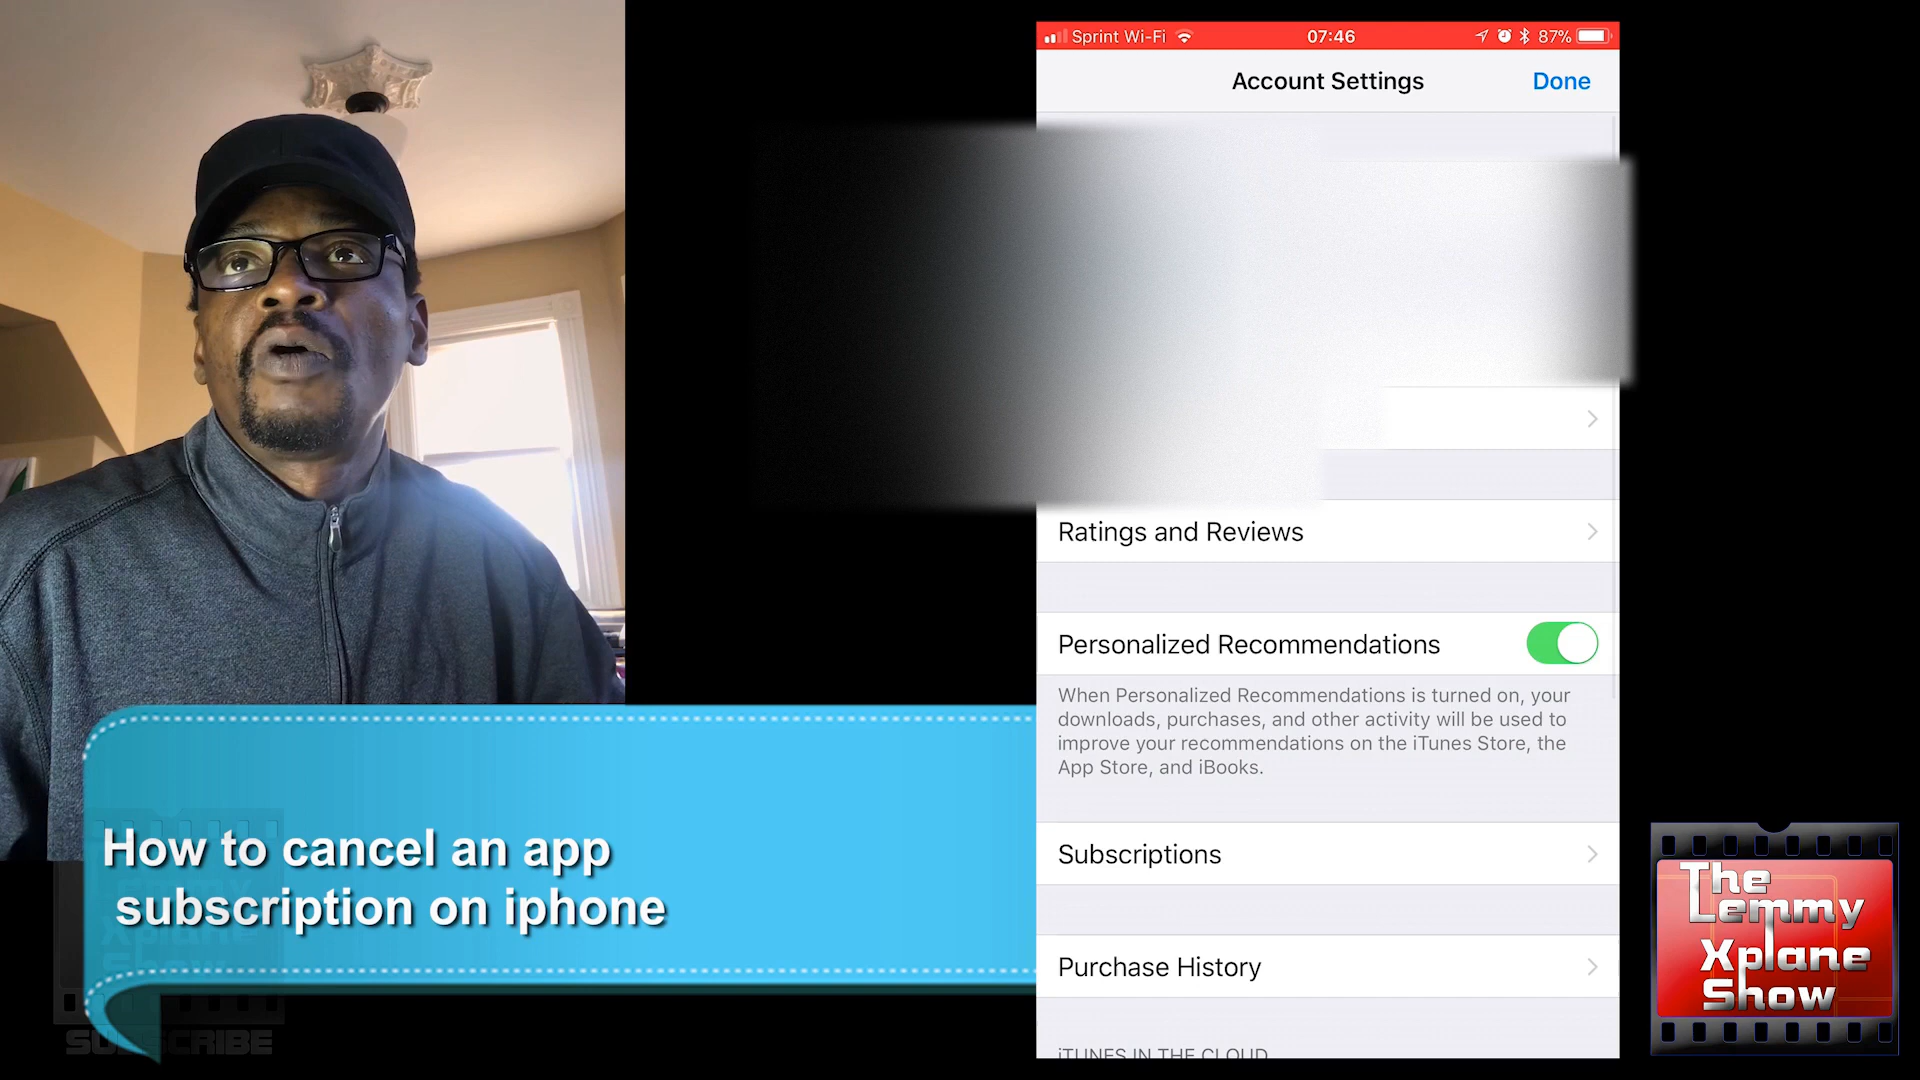 Sprint Wi-Fi 07:46 87%
Account Settings Done
Ratings and Reviews
Personalized Recommendations
When Personalized Recommendations is turned on, your
downloads, purchases, and other activity will be used to
improve your recommendations on the iTunes Store, the
App Store, and iBooks.
Subscriptions
Purchase History
iTUNES IN THE CLOUD
How to cancel an app
subscription on iphone
SUBSCRIBE
The
Lemmy
Xplane
Show